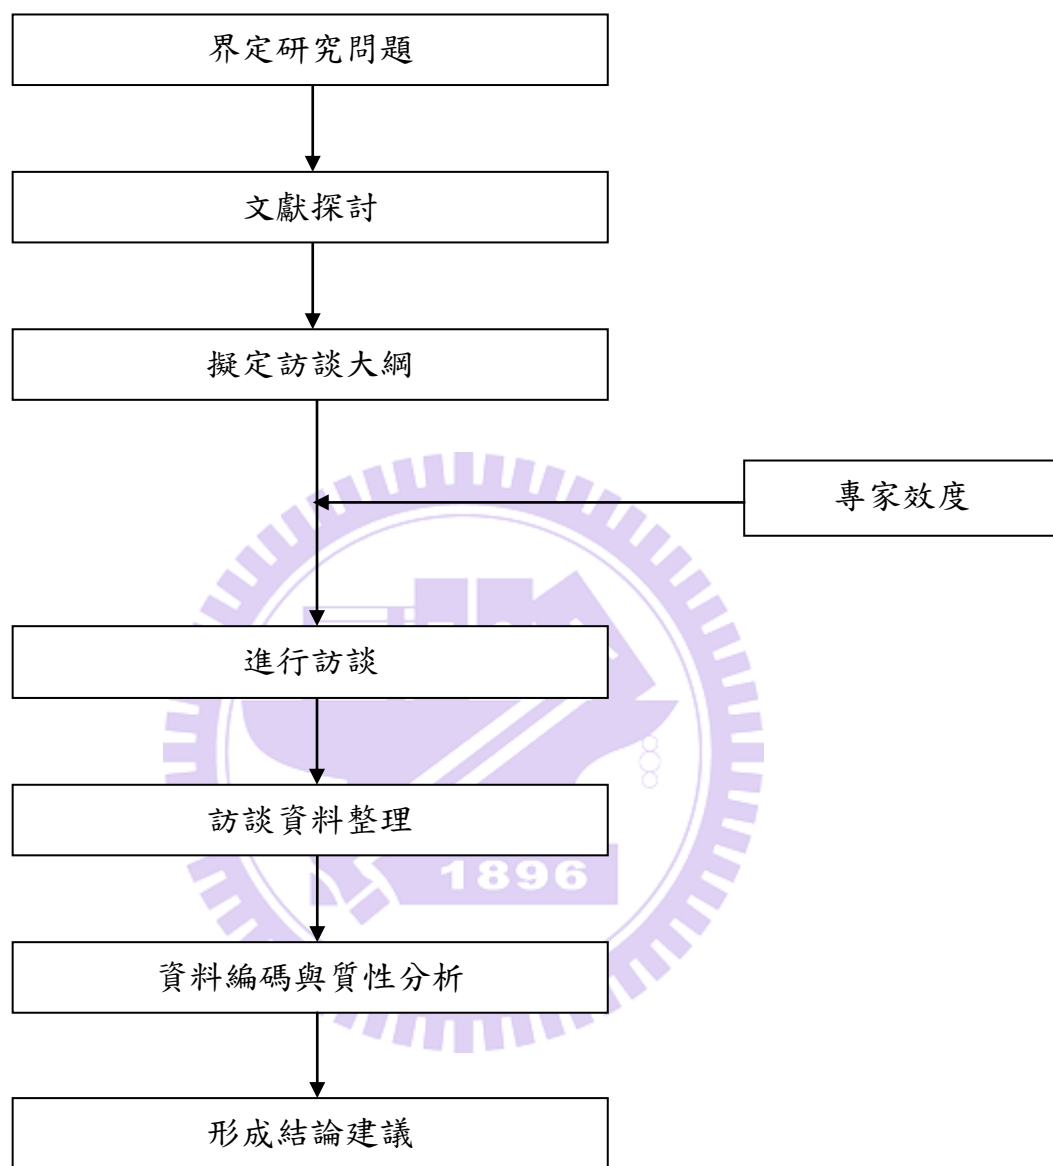 界定研究問題
文獻探討
擬定訪談大綱
專家效度
進行訪談
訪談資料整理
1896
資料編碼與質性分析
形成結論建議